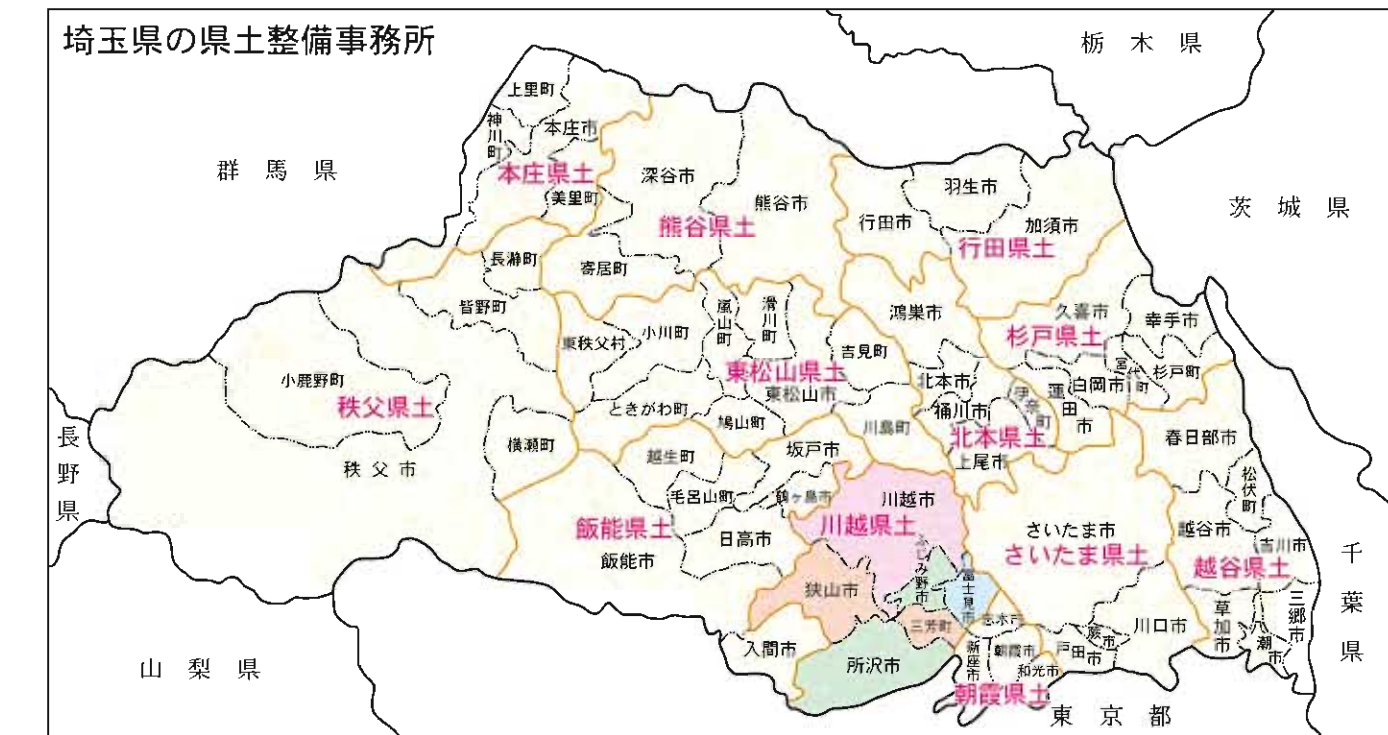 埼玉県の県土整備事務所
栃木県
群馬県
茨城県
長野県
山梨県
東京都
千葉県
上里町
神川町
本庄市
本庄県土
美里町
深谷市
熊谷市
熊谷県土
寄居町
行田市
羽生市
加須市
行田県土
長瀞町
皆野町
小鹿野町
秩父県土
秩父市
横瀬町
東秩父村
小川町
嵐山町
滑川町
吉見町
東松山県土
東松山市
ときがわ町
鳩山町
川島町
鴻巣市
北本市
桶川市
伊奈町
北本県土
上尾市
久喜市
幸手市
杉戸県土
宮代町
杉戸町
白岡市
蓮田市
越生町
毛呂山町
坂戸市
鶴ヶ島市
飯能県土
飯能市
日高市
川越市
川越県土
ふじみ野市
富士見市
狭山市
三芳町
入間市
所沢市
さいたま市
さいたま県土
川口市
蕨市
戸田市
志木市
新座市
朝霞市
和光市
朝霞県土
春日部市
松伏町
越谷市
吉川市
越谷県土
草加市
八潮市
三郷市